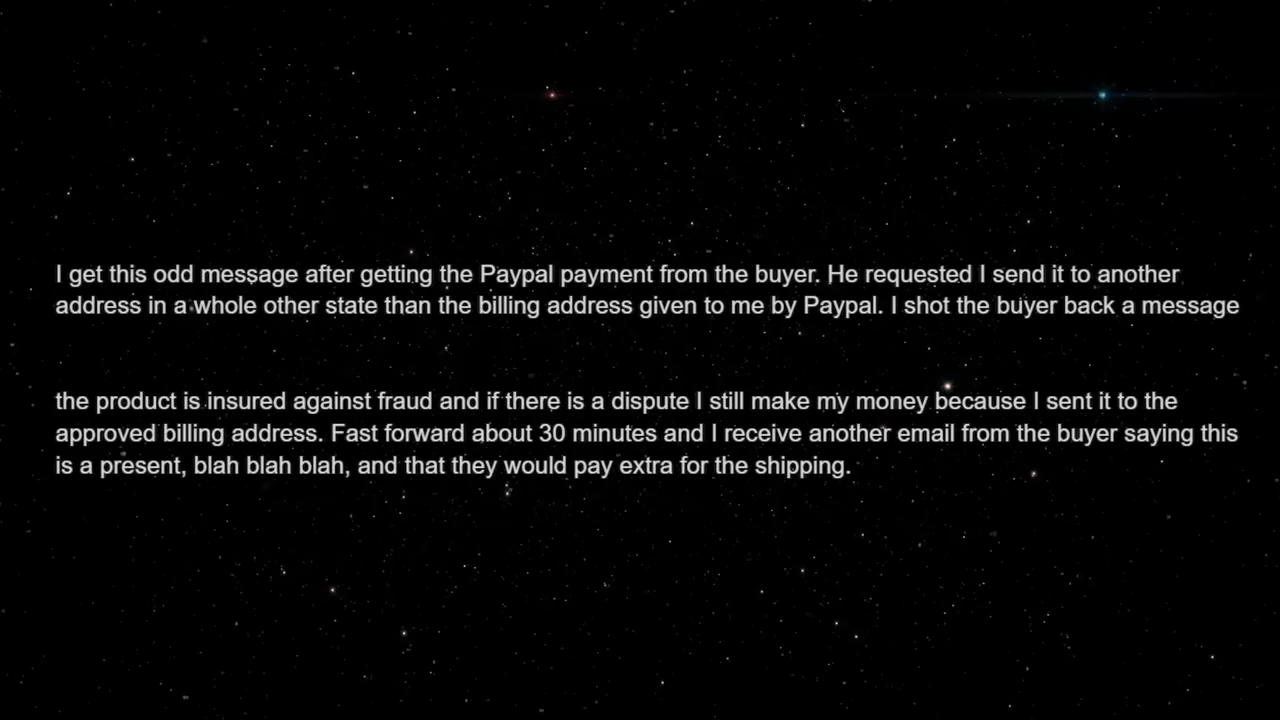 I get this odd message after getting the Paypal payment from the buyer. He requested I send it to another
address in a whole other state than the billing address given to me by Paypal. I shot the buyer back a message
the product is insured against fraud and if there is a dispute I still make my money because I sent it to the
approved billing address. Fast forward about 30 minutes and I receive another email from the buyer saying this
is a present, blah blah blah, and that they would pay extra for the shipping.